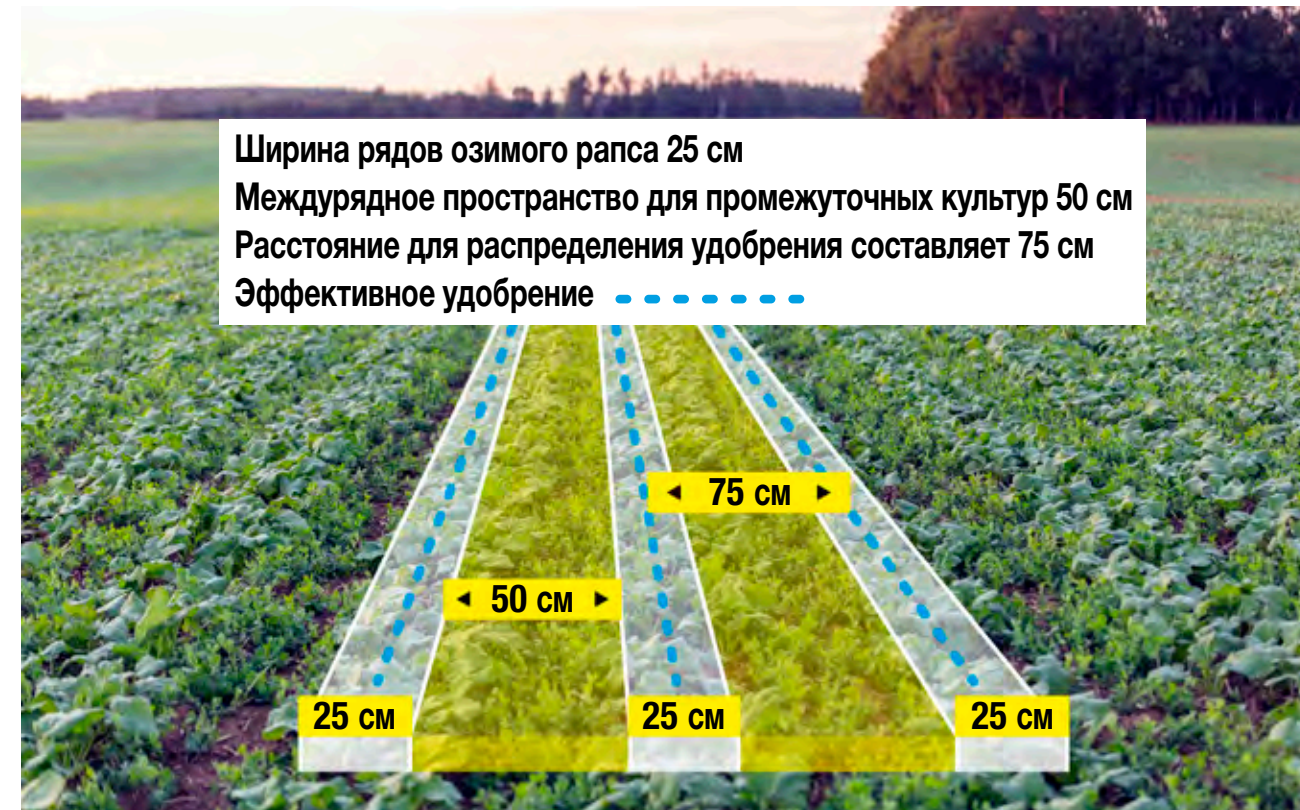 Ширина рядов озимого рапса 25 см
Междурядное пространство для промежуточных культур 50 см
Расстояние для распределения удобрения составляет 75 см
Эффективное удобрение
75 см
50 см
25 см
25 см
25 см